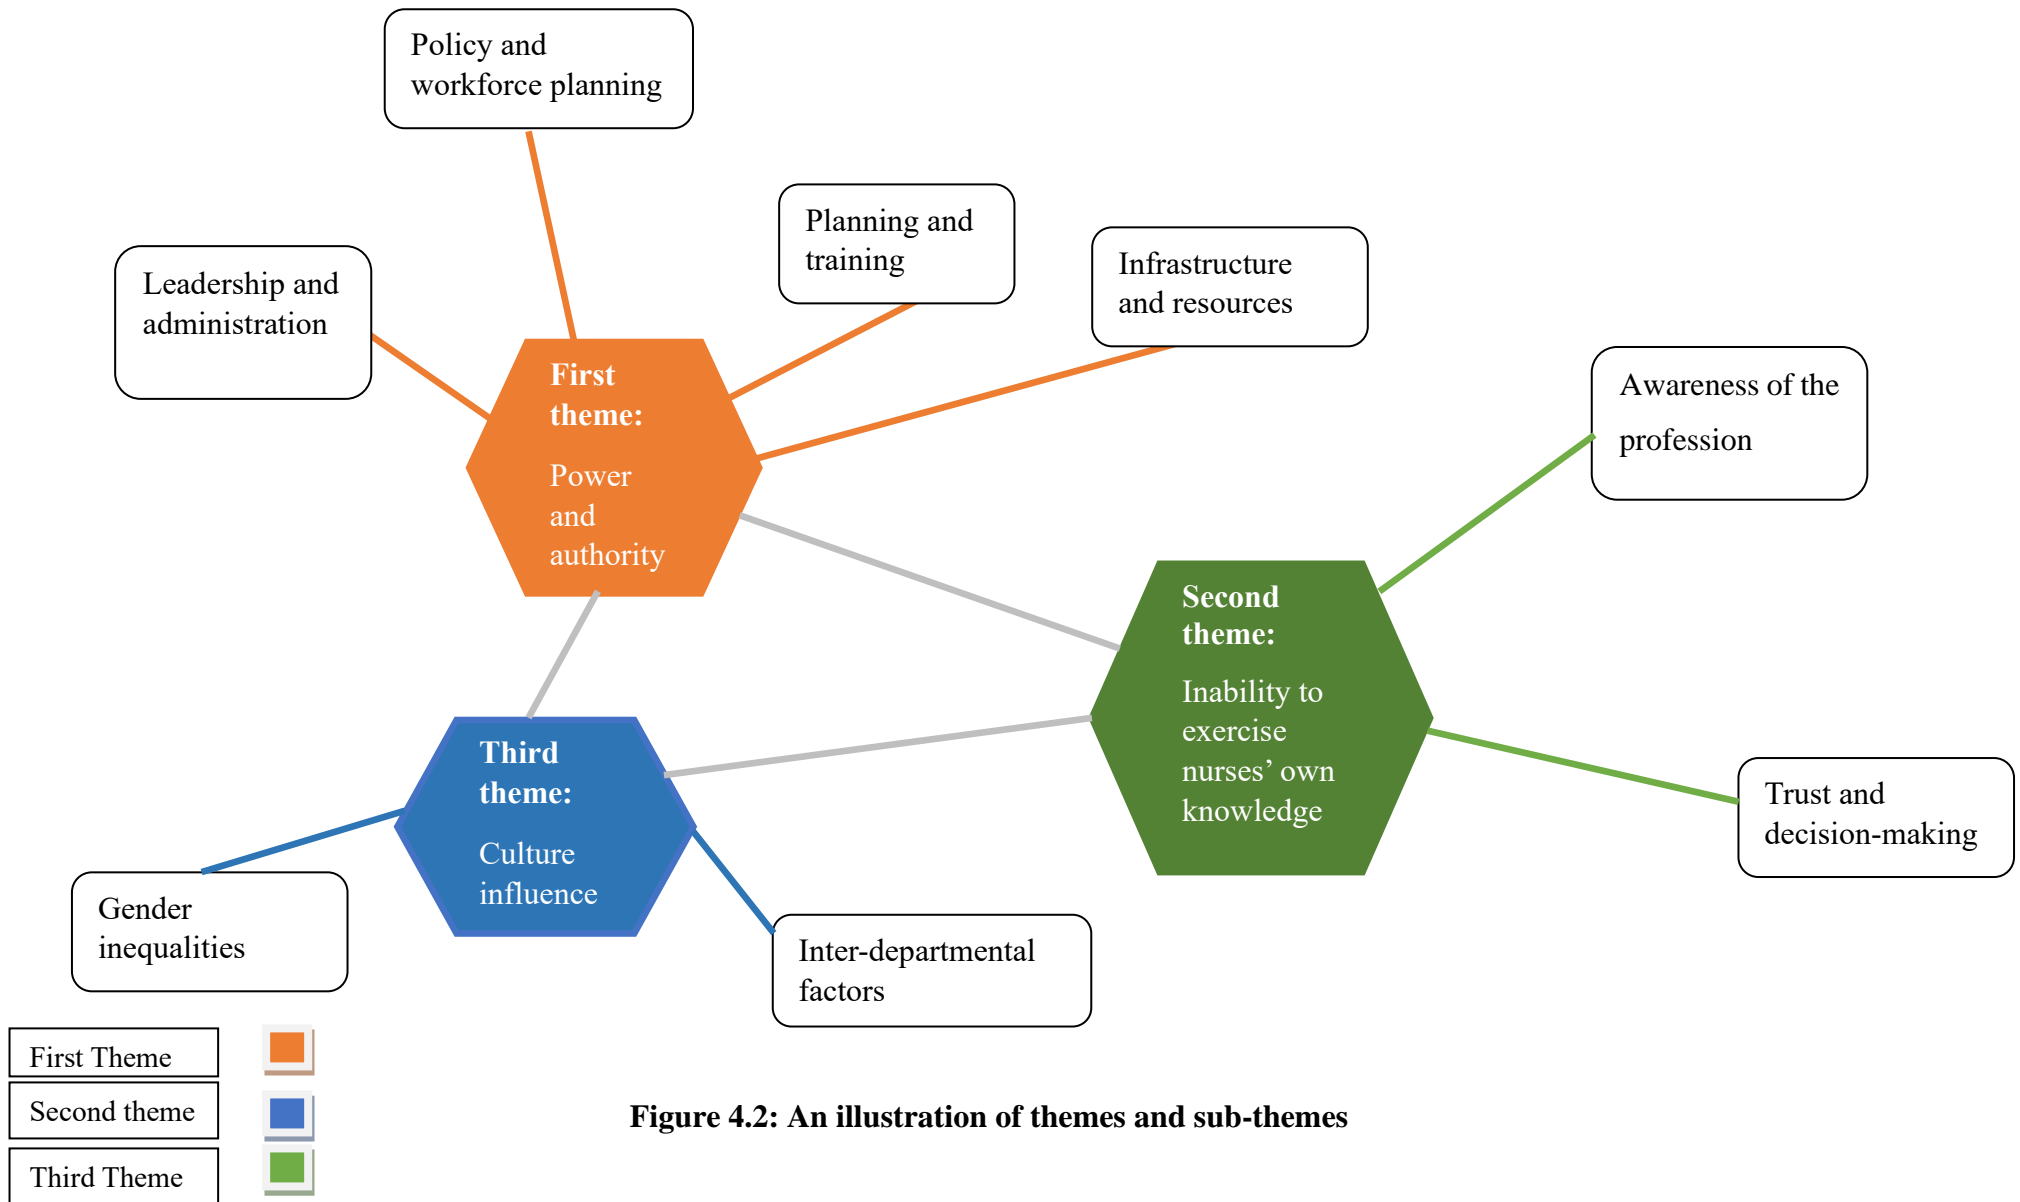 Policy and
workforce planning
Planning and
training
Infrastructure
and resources
Leadership and
administration
First
theme:
Power
and
authority
Awareness of the
profession
Second
theme:
Inability to
exercise
nurses’ own
knowledge
Third
theme:
Culture
influence
Trust and
decision-making
Gender
inequalities
Inter-departmental
factors
First Theme
Second theme
Third Theme
Figure 4.2: An illustration of themes and sub-themes